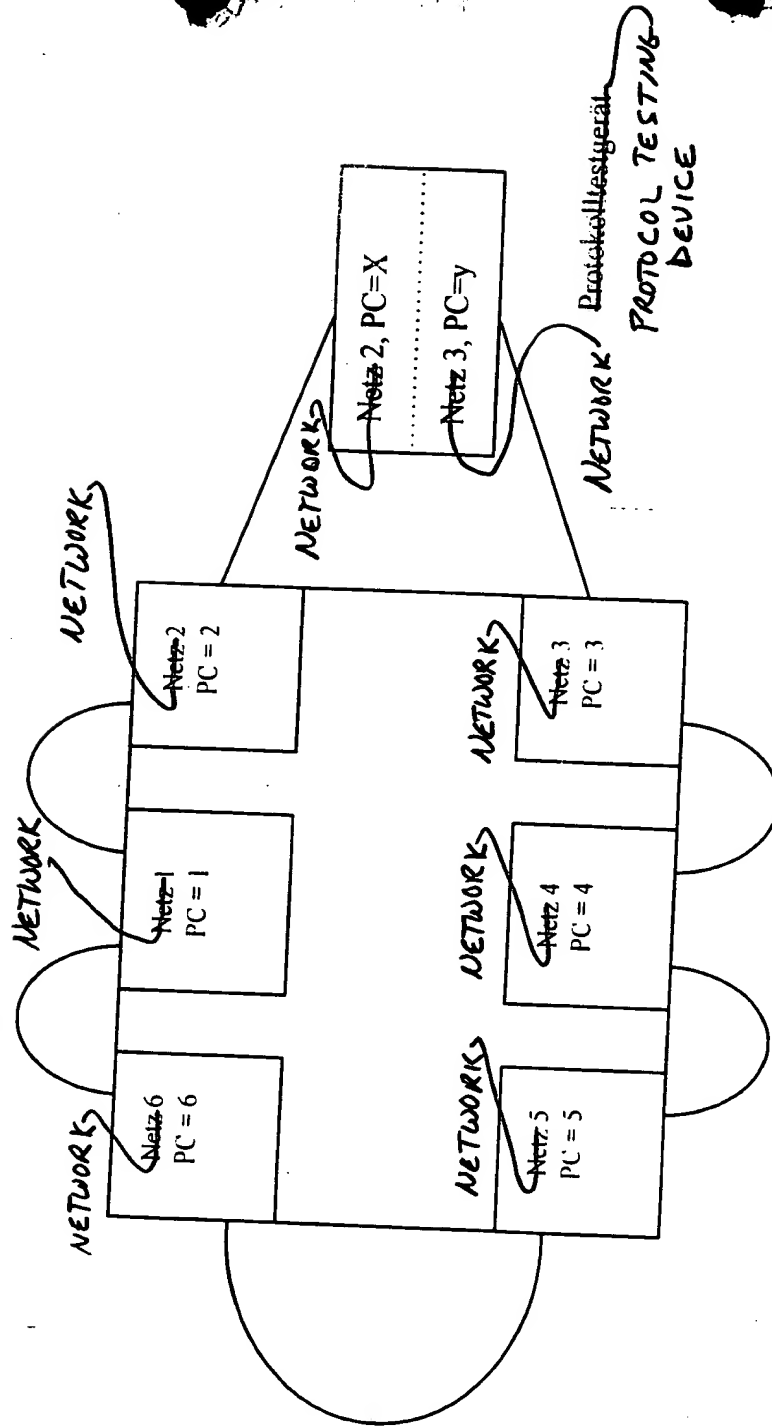 NETWORK
Netz 6
PC = 6
NETWORK
Netz 1
PC = 1
NETWORK
Netz 2
PC = 2
NETWORK
Netz 5
PC = 5
NETWORK
Netz 4
PC = 4
NETWORK
Netz 3
PC = 3
NETWORK
Netz 2, PC=X
Netz 3, PC=y
NETWORK
Protokolltestgerät
PROTOCOL TESTING
DEVICE